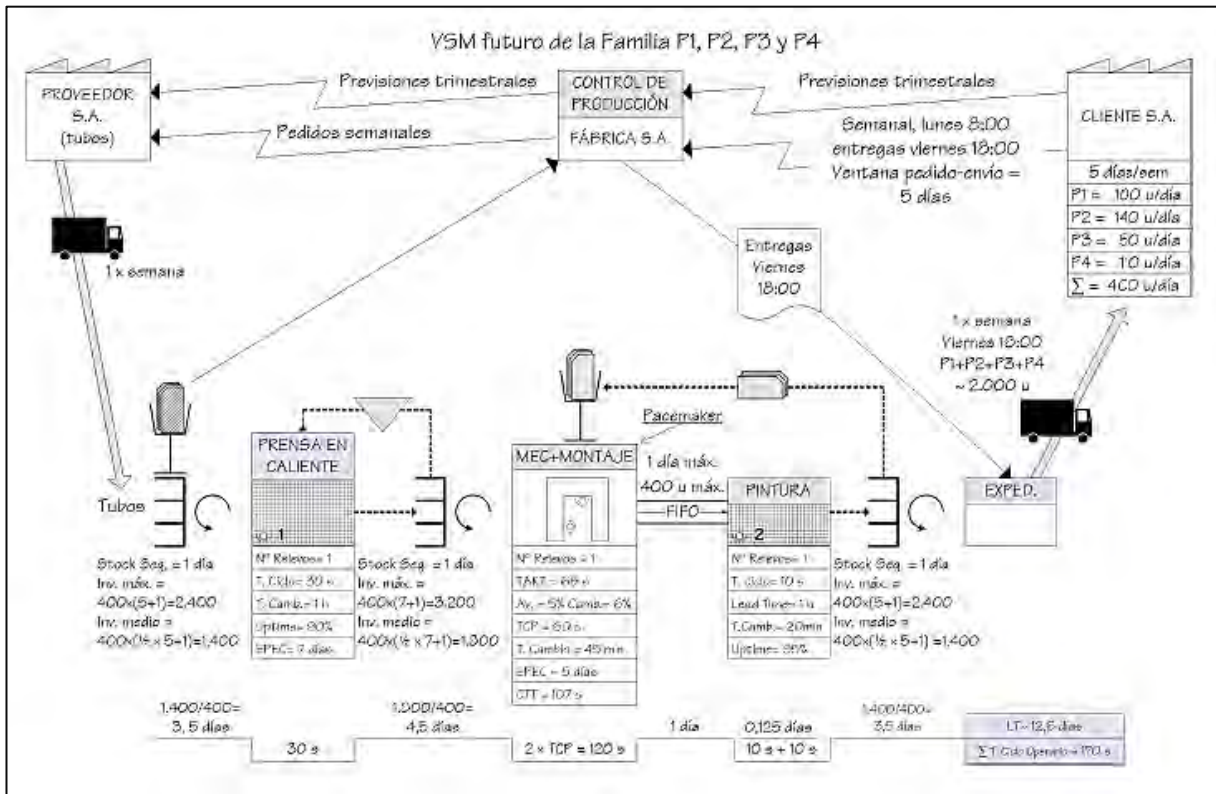 VSM futuro de la Familia P1, P2, P3 y P4
PROVEEDOR
S.A.
(tubos)
Previsiones trimestrales
Pedidos semanales
CONTROL DE
PRODUCCIÓN
FÁBRICA S.A.
Previsiones trimestrales
Semanal, lunes 8:00
entregas viernes 18:00
Ventana pedido-envío =
5 días
CLIENTE S.A.
5 días/sem
P1 = 100 u/día
P2 = 140 u/día
P3 = 50 u/día
P4 = 110 u/día
Σ = 400 u/día
1 x semana
Entregas
Viernes
18:00
1 x semana
Viernes 18:00
P1+P2+P3+P4
~ 2.000 u
Tubos
Stock Seg. = 1 día
Inv. máx. =
400x(5+1)=2.400
Inv. medio =
400x(½ x 5+1)=1.400
PRENSA EN
CALIENTE
1
Nº Relevos= 1
T. Ciclo= 30 s
T. Camb.= 1 h
Uptime= 90%
EPEC= 7 días
Stock Seg. = 1 día
Inv. máx. =
400x(7+1)=3.200
Inv. medio =
400x(½ x 7+1)=1.800
Pacemaker
MEC+MONTAJE
Nº Relevos = 1
TAKT =
Av. = 5% Camb.= 6%
TCP = 60 s
T. Cambio = 45 min
EPEC = 5 días
= 107 s
1 día máx.
400 u máx.
FIFO
PINTURA
2
Nº Relevos= 1
T. Ciclo= 10 s
Lead Time= 1 h
T.Camb.= 20min
Uptime=
Stock Seg. = 1 día
Inv. máx. =
400x(5+1)=2.400
Inv. medio =
400x(½ x 5+1)=1.400
EXPED.
1.400/400=
3,5 días
30 s
1.800/400=
4,5 días
2 x TCP = 120 s
1 día
0,125 días
10 s + 10 s
1.400/400=
3,5 días
LT= 12,6 días
Σ T. Ciclo Operario = 170 s